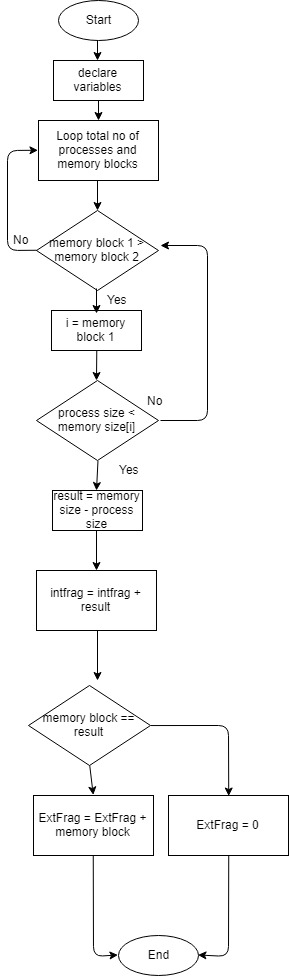 Start
declare
variables
Loop total no of
processes and
memory blocks
No
memory block 1 >
memory block 2
Yes
i = memory
block 1
No
process size <
memory size[i]
Yes
result = memory
size - process
size
intfrag = intfrag +
result
memory block ==
result
ExtFrag = ExtFrag +
memory block
ExtFrag = 0
End